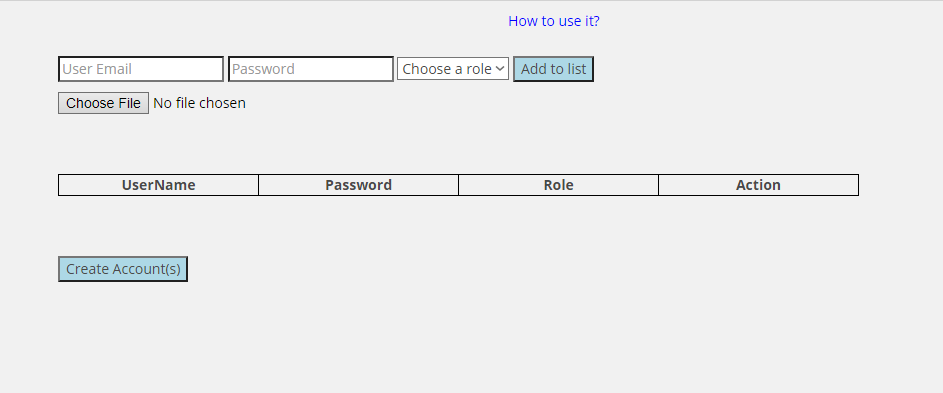 How to use it?
User Email Password Choose a role Add to list
Choose File No file chosen
UserName Password Role Action
Create Account(s)